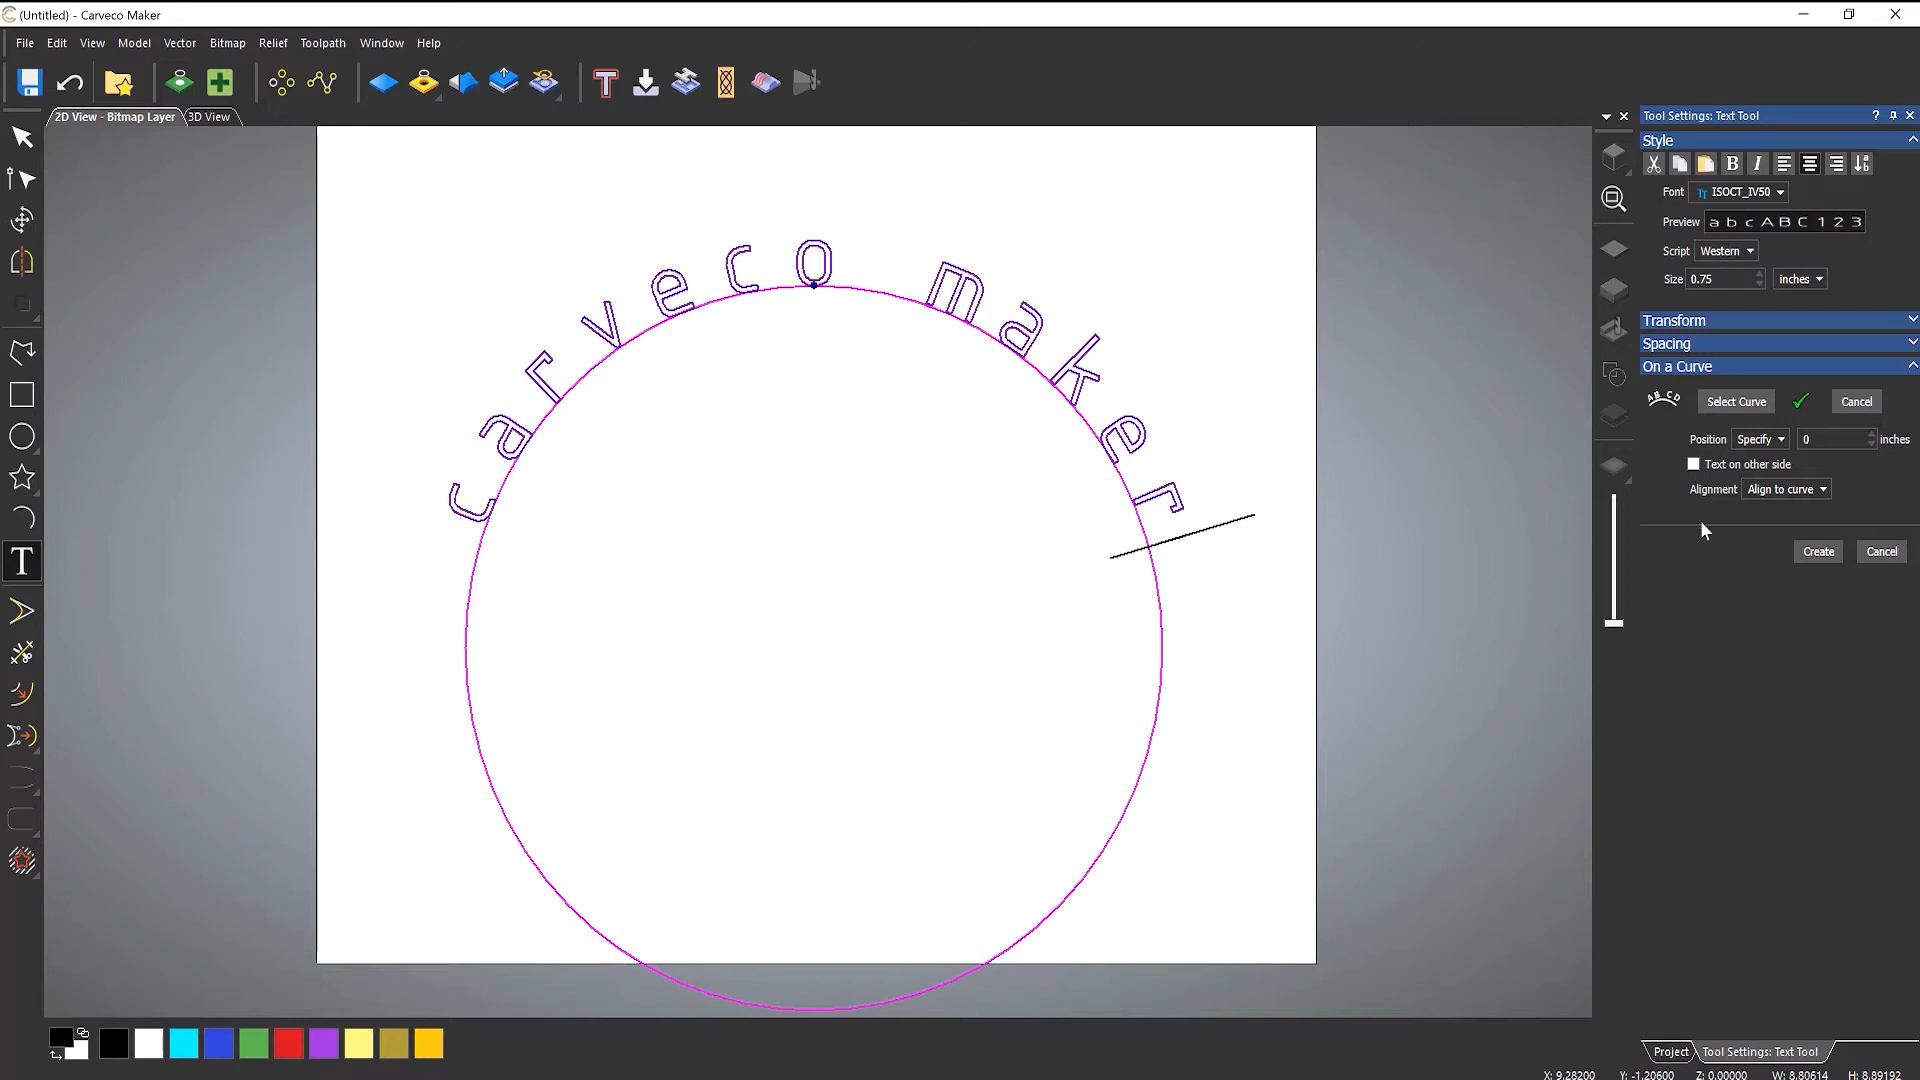 (Untitled) - Carveco Maker
File Edit View Model Vector Bitmap Relief Toolpath Window Help
2D View - Bitmap Layer 3D View
Tool Settings: Text Tool
Style
B I
Font ISOCT_IV50
Preview a b c A B C 1 2 3
Script Western
Size 0.75 inches
Transform
Spacing
On a Curve
AB CD Select Curve Cancel
Position Specify 0 inches
Text on other side
Alignment Align to curve
Create Cancel
carveco maker
Project Tool Settings: Text Tool
X: 9.28200 Y: -1.20600 Z: 0.00000 W: 8.80614 H: 8.89192